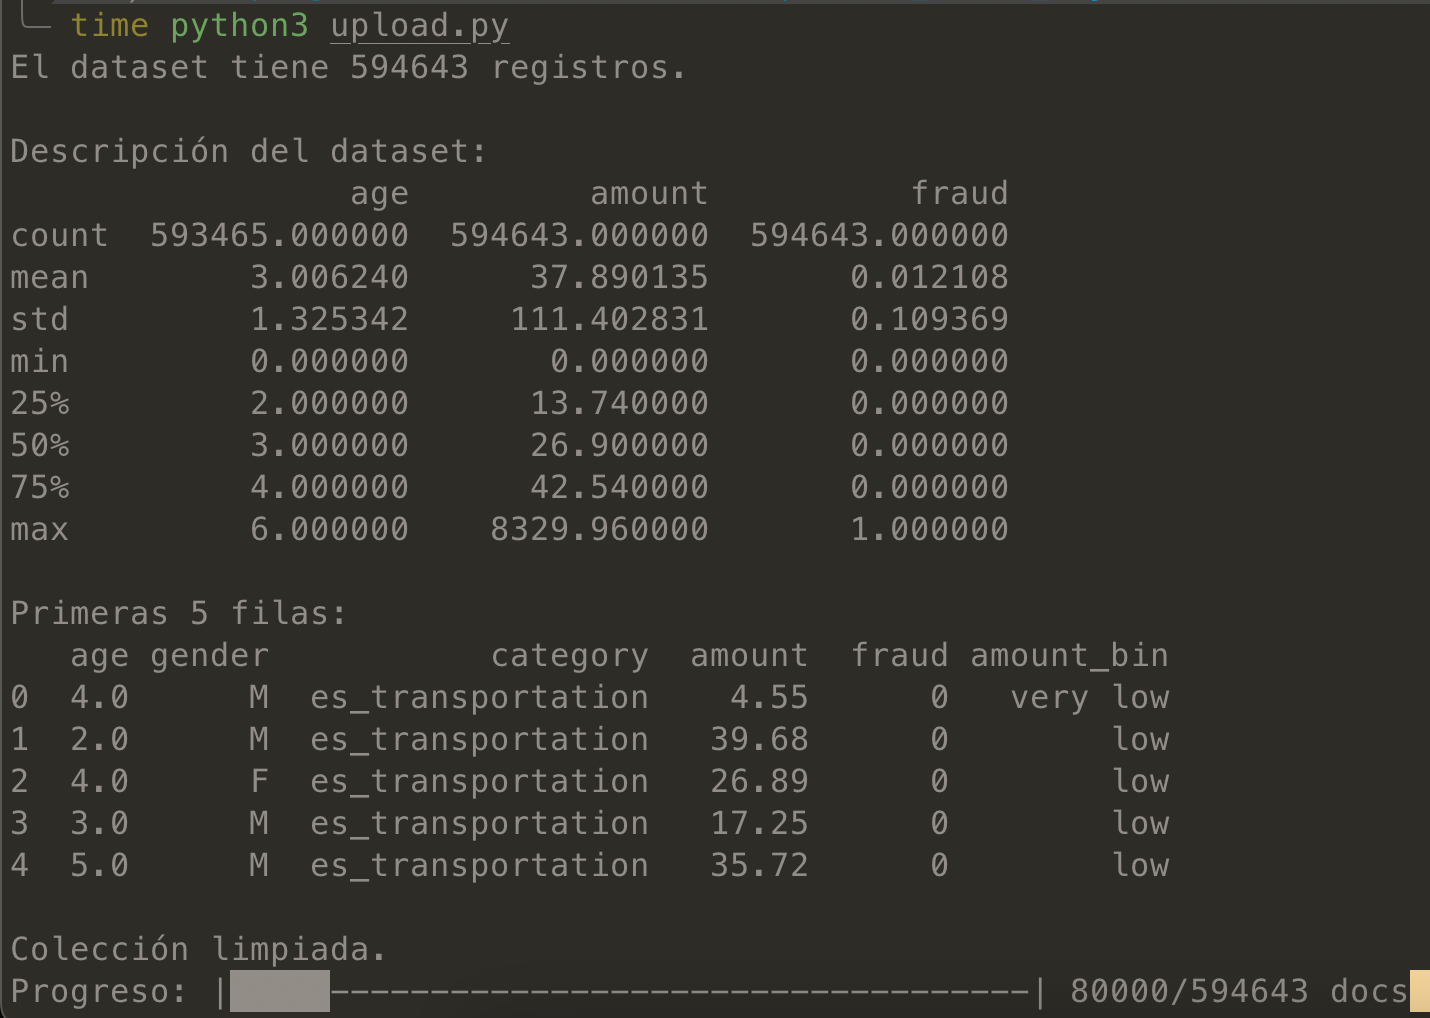 time python3 upload.py
El dataset tiene 594643 registros.
Descripción del dataset:
age amount fraud
count 593465.000000 594643.000000 594643.000000
mean 3.006240 37.890135 0.012108
std 1.325342 111.402831 0.109369
min 0.000000 0.000000 0.000000
25% 2.000000 13.740000 0.000000
50% 3.000000 26.900000 0.000000
75% 4.000000 42.540000 0.000000
max 6.000000 8329.960000 1.000000
Primeras 5 filas:
age gender category amount fraud amount_bin
0 4.0 M es_transportation 4.55 0 very low
1 2.0 M es_transportation 39.68 0 low
2 4.0 F es_transportation 26.89 0 low
3 3.0 M es_transportation 17.25 0 low
4 5.0 M es_transportation 35.72 0 low
Colección limpiada.
Progreso: |█████-----------------------------------| 80000/594643 docs